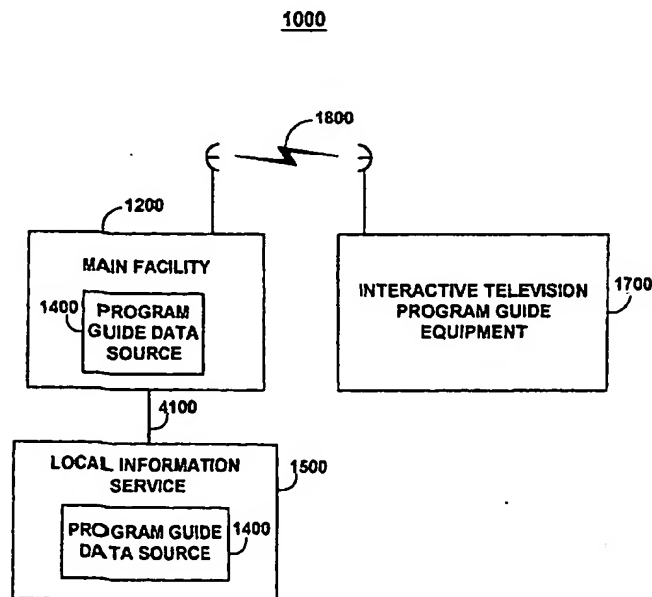 1000
1800
1200
MAIN FACILITY
1400
PROGRAM
GUIDE DATA
SOURCE
INTERACTIVE TELEVISION
PROGRAM GUIDE
EQUIPMENT
1700
4100
LOCAL INFORMATION
SERVICE
1500
PROGRAM GUIDE
DATA SOURCE
1400